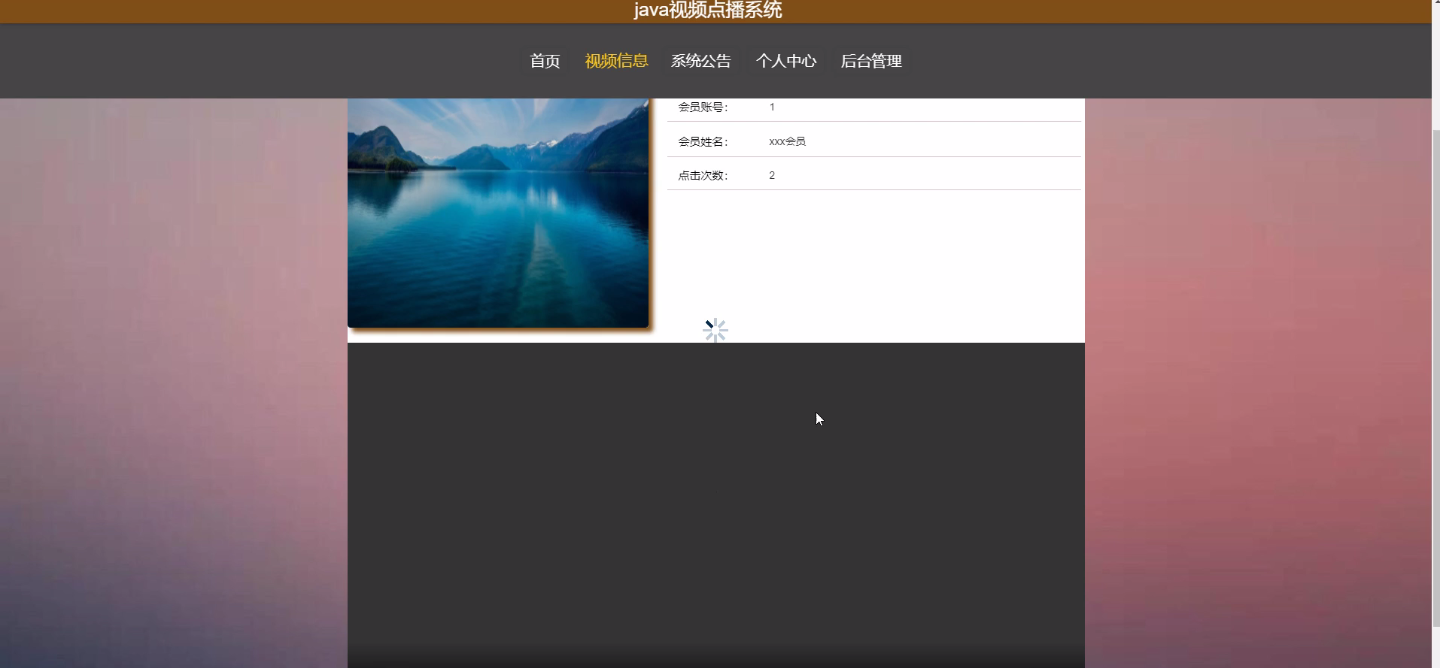 java视频点播系统
首页 视频信息 系统公告 个人中心 后台管理
会员账号： 1
会员姓名： xxx会员
点击次数： 2